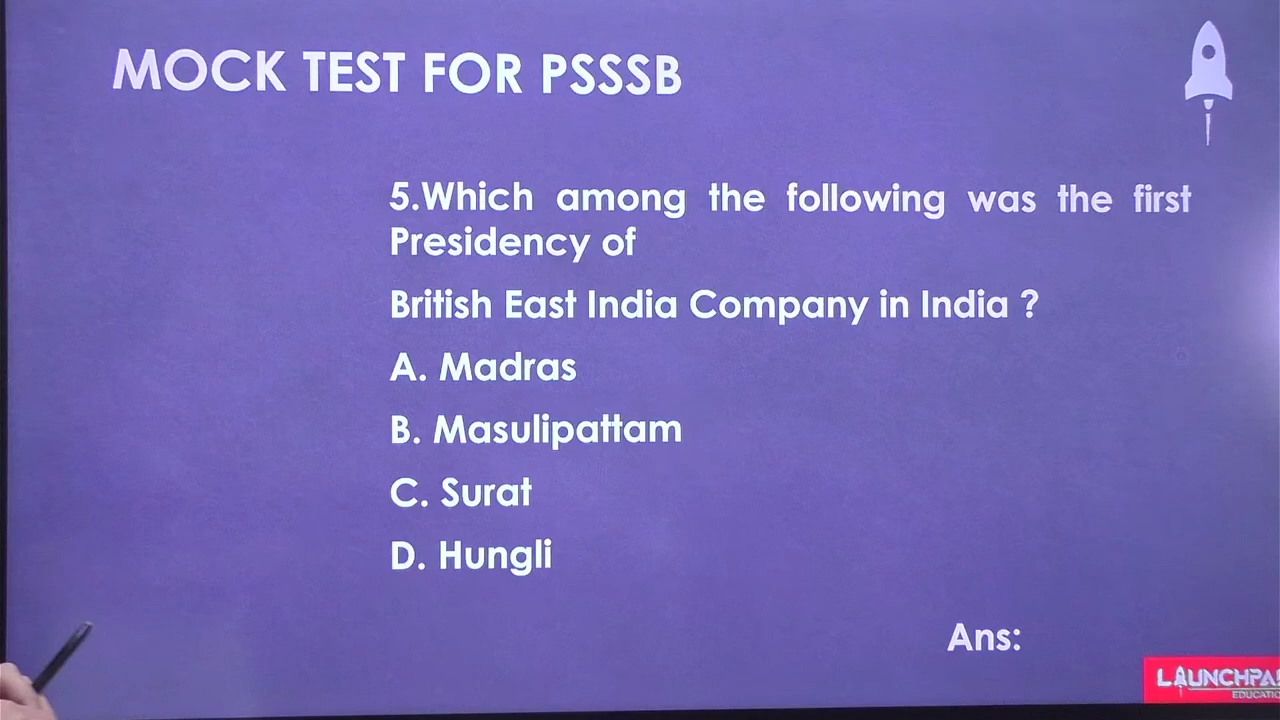 MOCK TEST FOR PSSSB
5.Which among the following was the first
Presidency of
British East India Company in India ?
A. Madras
B. Masulipattam
C. Surat
D. Hungli
Ans: